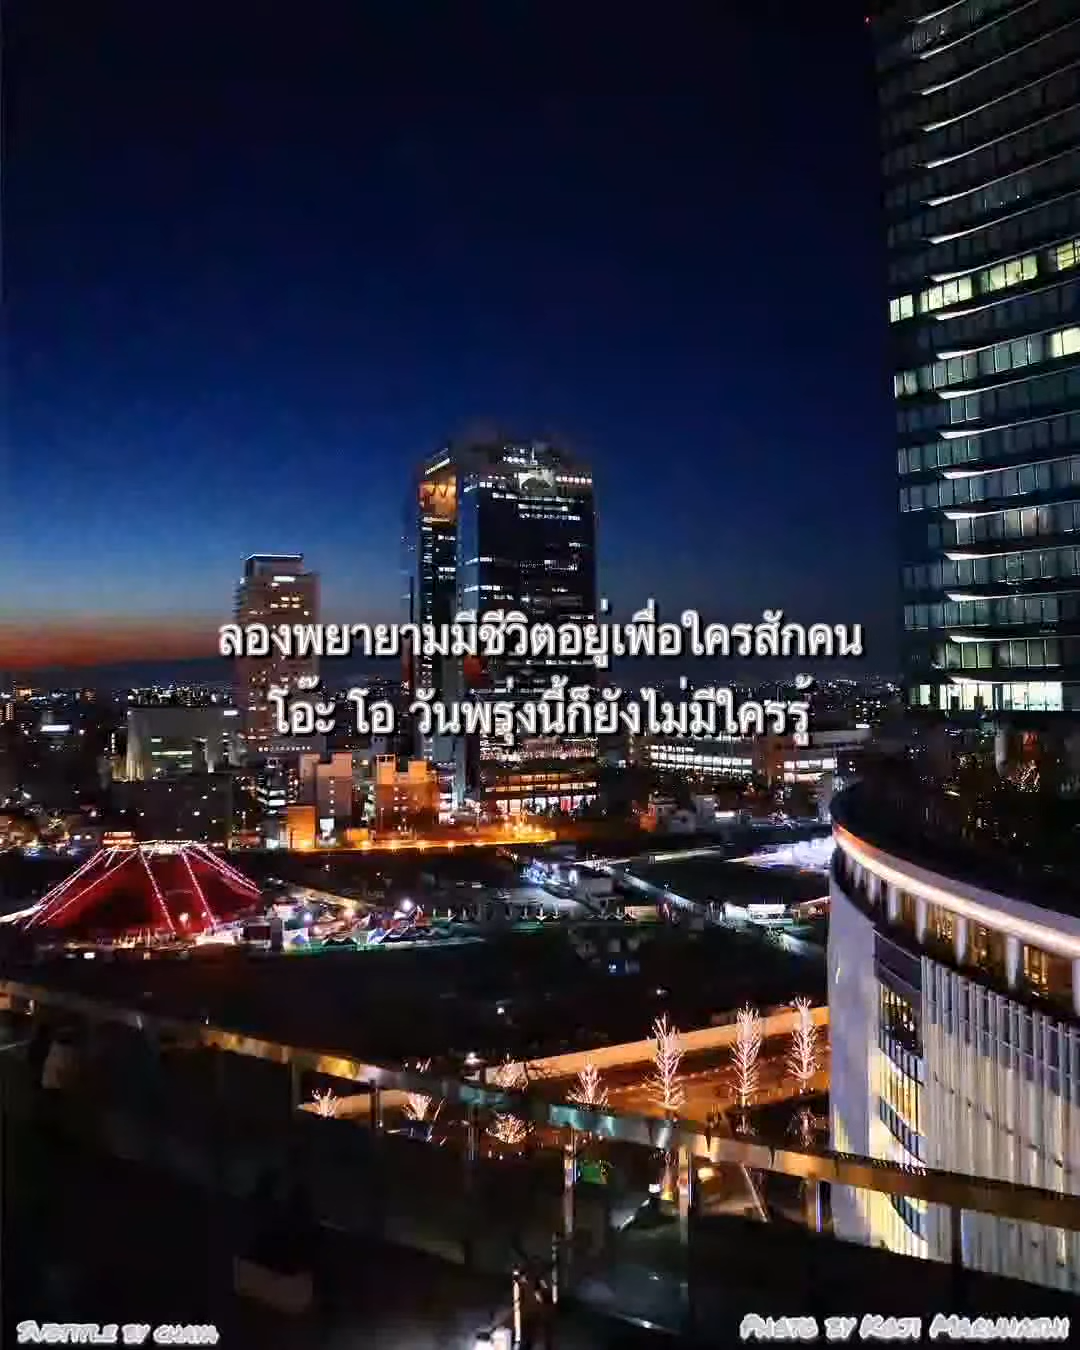 ลองพยายามมีชีวิตอยู่เพื่อใครสักคน
โอ๊ะ โอ วันพรุ่งนี้ก็ยังไม่มีใครรู้
Subtitle by chaya
Photo by Koji Maruhashi